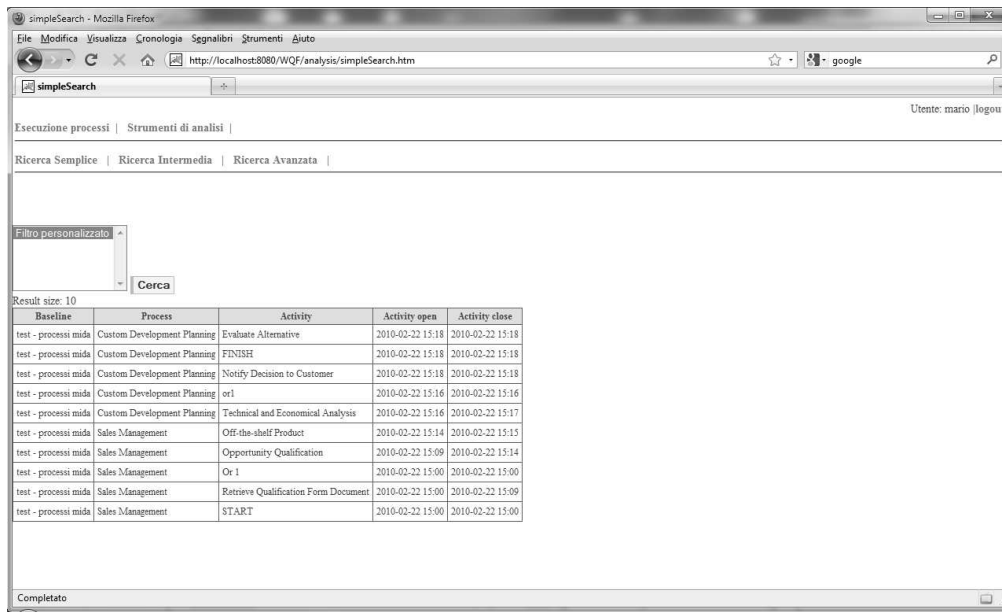 simpleSearch - Mozilla Firefox
File Modifica Visualizza Cronologia Segnalibri Strumenti Aiuto
http://localhost:8080/WQF/analysis/simpleSearch.htm google
simpleSearch
Utente: mario |logou
Esecuzione processi | Strumenti di analisi |
Ricerca Semplice | Ricerca Intermedia | Ricerca Avanzata |
Filtro personalizzato
Cerca
Result size: 10
Baseline Process Activity Activity open Activity close
test - processi mida Custom Development Planning Evaluate Alternative 2010-02-22 15:18 2010-02-22 15:18
test - processi mida Custom Development Planning FINISH 2010-02-22 15:18 2010-02-22 15:18
test - processi mida Custom Development Planning Notify Decision to Customer 2010-02-22 15:18 2010-02-22 15:18
test - processi mida Custom Development Planning or1 2010-02-22 15:16 2010-02-22 15:16
test - processi mida Custom Development Planning Technical and Economical Analysis 2010-02-22 15:16 2010-02-22 15:17
test - processi mida Sales Management Off-the-shelf Product 2010-02-22 15:14 2010-02-22 15:15
test - processi mida Sales Management Opportunity Qualification 2010-02-22 15:09 2010-02-22 15:14
test - processi mida Sales Management Or 1 2010-02-22 15:00 2010-02-22 15:00
test - processi mida Sales Management Retrieve Qualification Form Document 2010-02-22 15:00 2010-02-22 15:09
test - processi mida Sales Management START 2010-02-22 15:00 2010-02-22 15:00
Completato